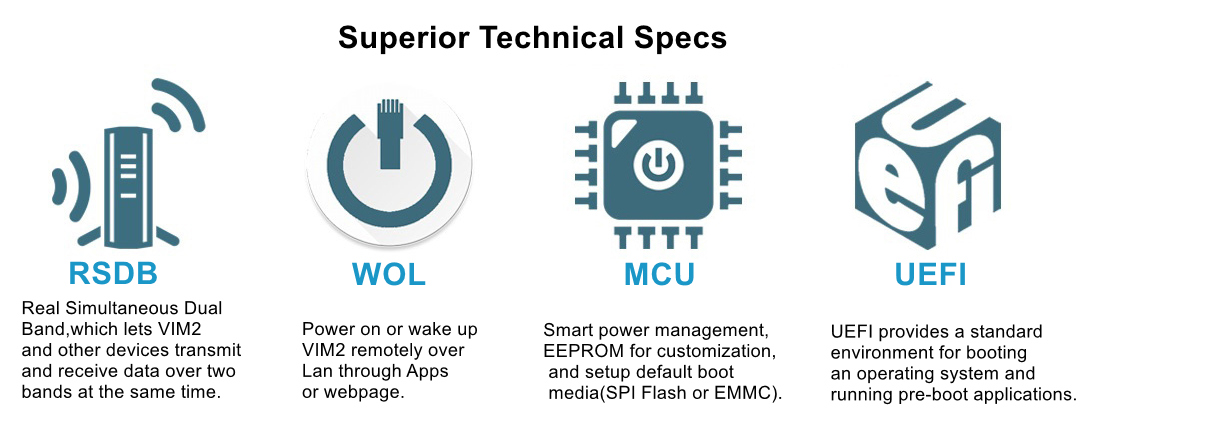 Superior Technical Specs
RSDB
Real Simultaneous Dual
Band,which lets VIM2
and other devices transmit
and receive data over two
bands at the same time.
WOL
Power on or wake up
VIM2 remotely over
Lan through Apps
or webpage.
MCU
Smart power management,
EEPROM for customization,
and setup default boot
media(SPI Flash or EMMC).
UEFI
UEFI
UEFI provides a standard
environment for booting
an operating system and
running pre-boot applications.